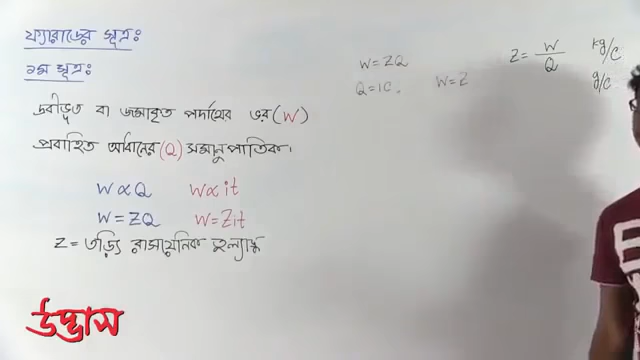 ফ্যারাডের সূত্রঃ
১ম সূত্রঃ
দ্রবীভূত বা জমাকৃত পদার্থের ভর (W)
প্রবাহিত আধানের (Q) সমানুপাতিক।
W∝Q W∝it
W=ZQ W=Zit
Z = তড়িৎ রাসায়নিক তুল্যাঙ্ক
W=ZQ
Q=1C. W=Z
Z = W/Q kg/C
g/C
উদ্ভাস